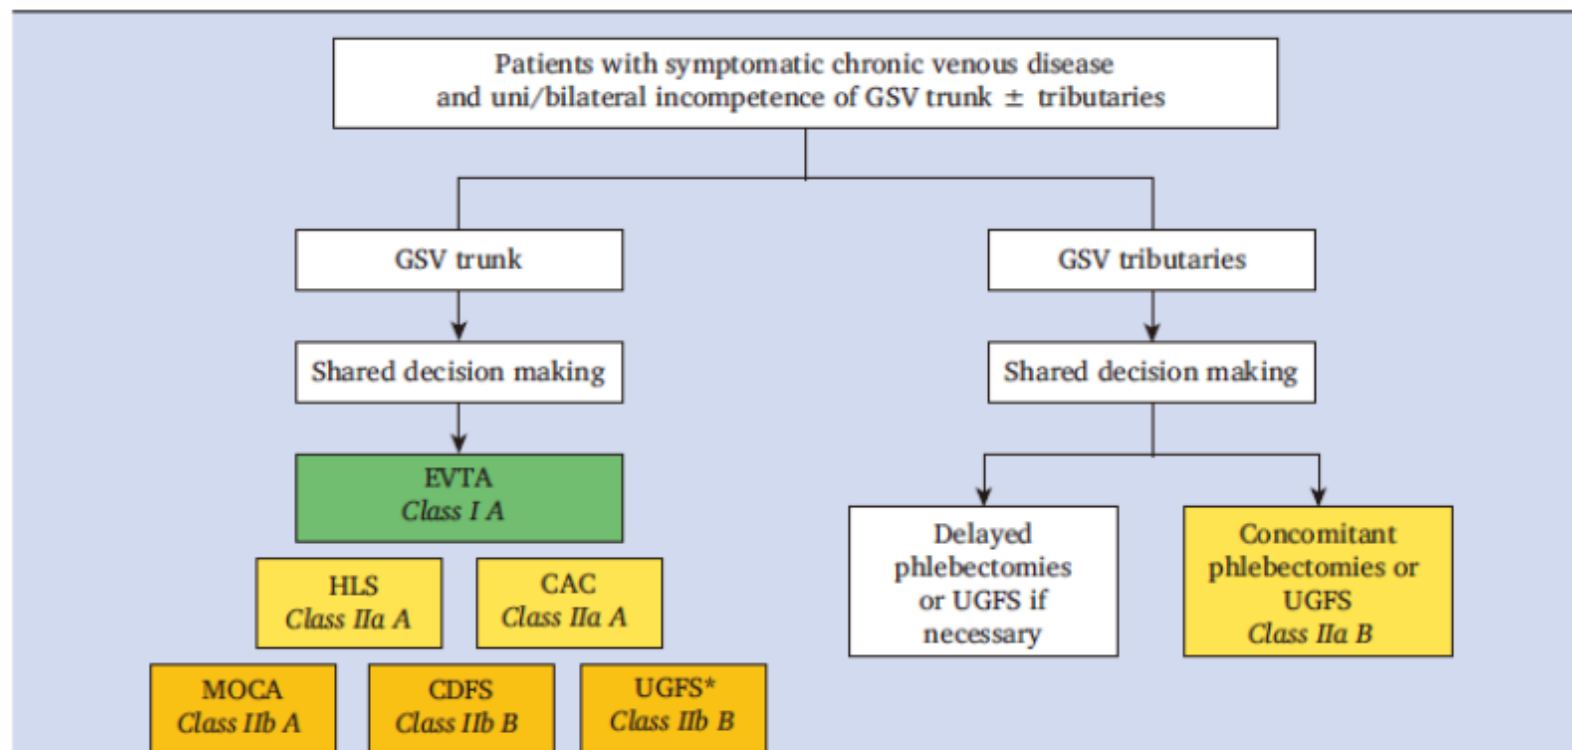 Patients with symptomatic chronic venous disease
and uni/bilateral incompetence of GSV trunk ± tributaries
GSV trunk
GSV tributaries
Shared decision making
Shared decision making
EVTA
Class I A
HLS
Class IIa A
CAC
Class IIa A
MOCA
Class IIb A
CDFS
Class IIb B
UGFS*
Class IIb B
Delayed
phlebectomies
or UGFS if
necessary
Concomitant
phlebectomies or
UGFS
Class IIa B